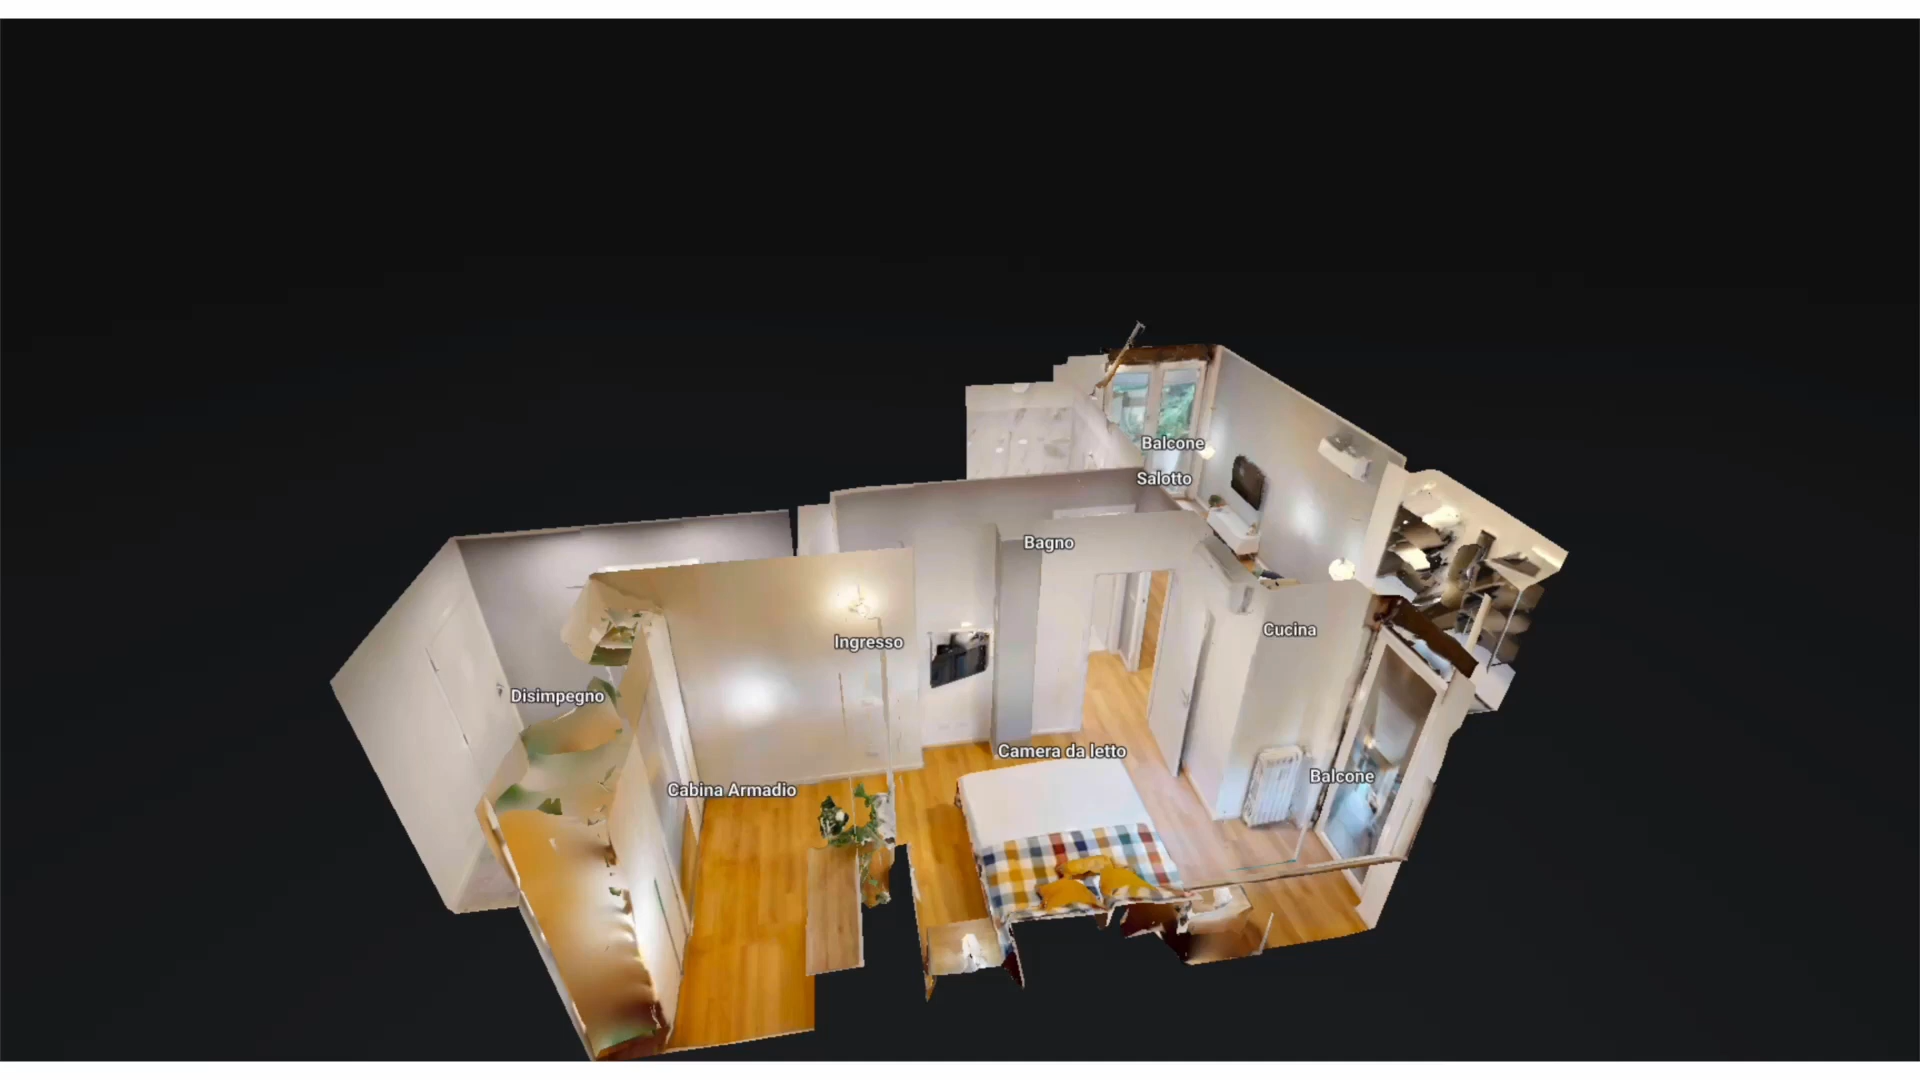 Balcone
Salotto
Bagno
Cucina
Ingresso
Disimpegno
Camera da letto
Balcone
Cabina Armadio